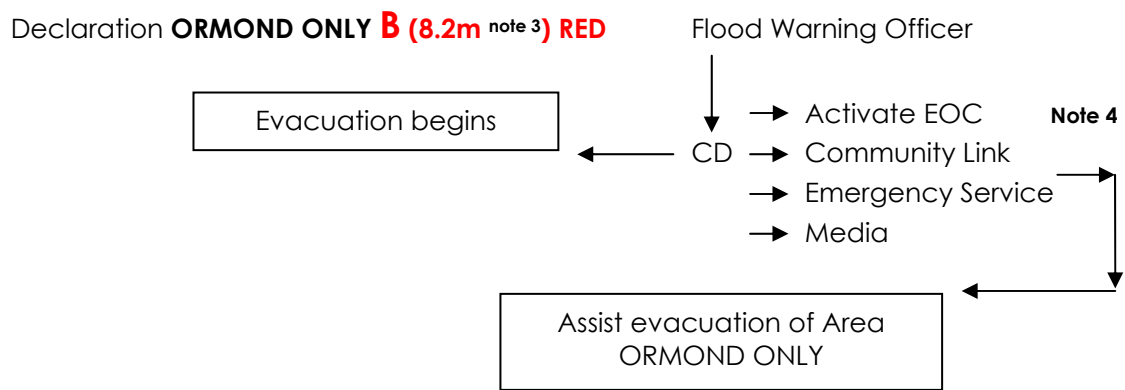 Declaration ORMOND ONLY B (8.2m note 3) RED Flood Warning Officer
Evacuation begins
Activate EOC Note 4
CD Community Link
Emergency Service
Media
Assist evacuation of Area
ORMOND ONLY